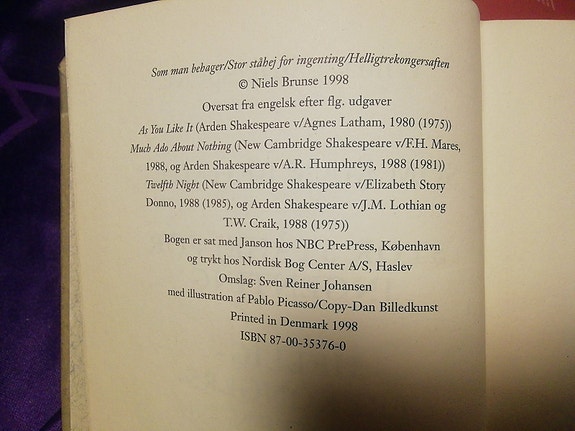 Som man behager/Stor ståhej for ingenting/Helligtrekongersaften
© Niels Brunse 1998
Oversat fra engelsk efter flg. udgaver
As You Like It (Arden Shakespeare v/Agnes Latham, 1980 (1975))
Much Ado About Nothing (New Cambridge Shakespeare v/F.H. Mares,
1988, og Arden Shakespeare v/A.R. Humphreys, 1988 (1981))
Twelfth Night (New Cambridge Shakespeare v/Elizabeth Story
Donno, 1988 (1985), og Arden Shakespeare v/J.M. Lothian og
T.W. Craik, 1988 (1975))
Bogen er sat med Janson hos NBC PrePress, København
og trykt hos Nordisk Bog Center A/S, Haslev
Omslag: Sven Reiner Johansen
med illustration af Pablo Picasso/Copy-Dan Billedkunst
Printed in Denmark 1998
ISBN 87-00-35376-0